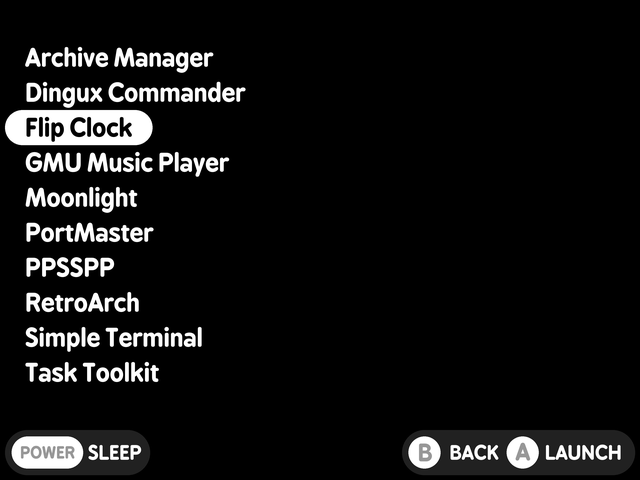 Archive Manager
Dingux Commander
Flip Clock
GMU Music Player
Moonlight
PortMaster
PPSSPP
RetroArch
Simple Terminal
Task Toolkit
POWER SLEEP B BACK A LAUNCH